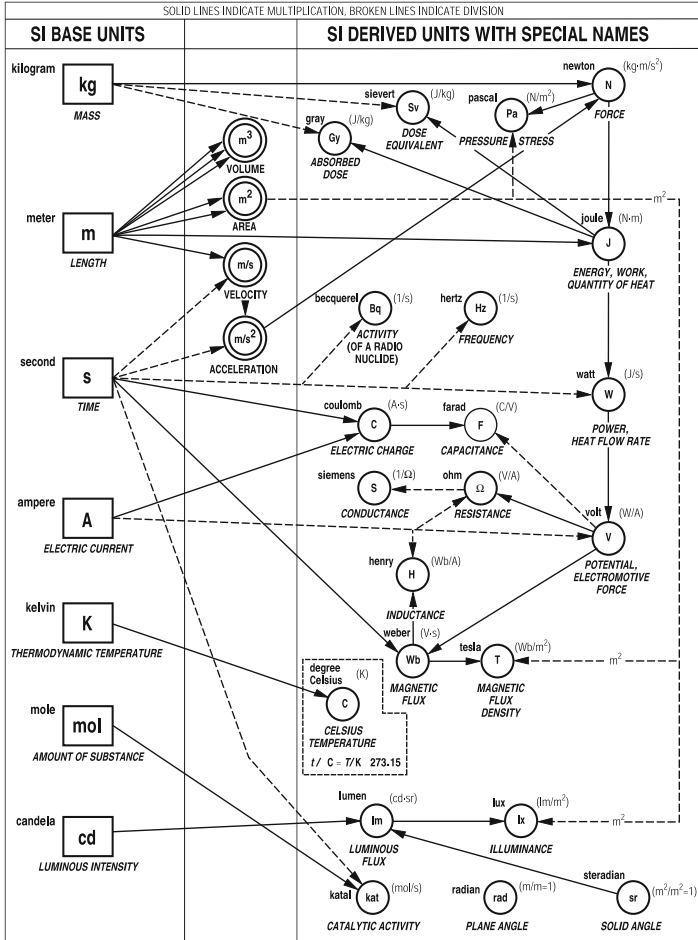 SOLID LINES INDICATE MULTIPLICATION, BROKEN LINES INDICATE DIVISION
SI BASE UNITS
SI DERIVED UNITS WITH SPECIAL NAMES
kilogram
kg
MASS
newton
N
(kg·m/s²)
FORCE
sievert
Sv
(J/kg)
DOSE
EQUIVALENT
pascal
Pa
(N/m²)
PRESSURE STRESS
gray
Gy
(J/kg)
ABSORBED
DOSE
m³
VOLUME
m²
AREA
m²
meter
m
LENGTH
joule
J
(N·m)
ENERGY, WORK,
QUANTITY OF HEAT
m/s
VELOCITY
m/s²
ACCELERATION
becquerel
Bq
(1/s)
ACTIVITY
(OF A RADIO
NUCLIDE)
hertz
Hz
(1/s)
FREQUENCY
second
s
TIME
watt
W
(J/s)
POWER,
HEAT FLOW RATE
coulomb
C
(A·s)
ELECTRIC CHARGE
farad
F
(C/V)
CAPACITANCE
siemens
S
(1/Ω)
CONDUCTANCE
ohm
Ω
(V/A)
RESISTANCE
ampere
A
ELECTRIC CURRENT
volt
V
(W/A)
POTENTIAL,
ELECTROMOTIVE
FORCE
henry
H
(Wb/A)
INDUCTANCE
kelvin
K
THERMODYNAMIC TEMPERATURE
weber
Wb
(V·s)
MAGNETIC
FLUX
tesla
T
(Wb/m²)
MAGNETIC
FLUX
DENSITY
m²
degree
Celsius
C
(K)
CELSIUS
TEMPERATURE
t/ C = T/K 273.15
mole
mol
AMOUNT OF SUBSTANCE
candela
cd
LUMINOUS INTENSITY
lumen
lm
(cd·sr)
LUMINOUS
FLUX
lux
lx
(lm/m²)
ILLUMINANCE
m²
katal
kat
(mol/s)
CATALYTIC ACTIVITY
radian
rad
(m/m=1)
PLANE ANGLE
steradian
sr
(m²/m²=1)
SOLID ANGLE